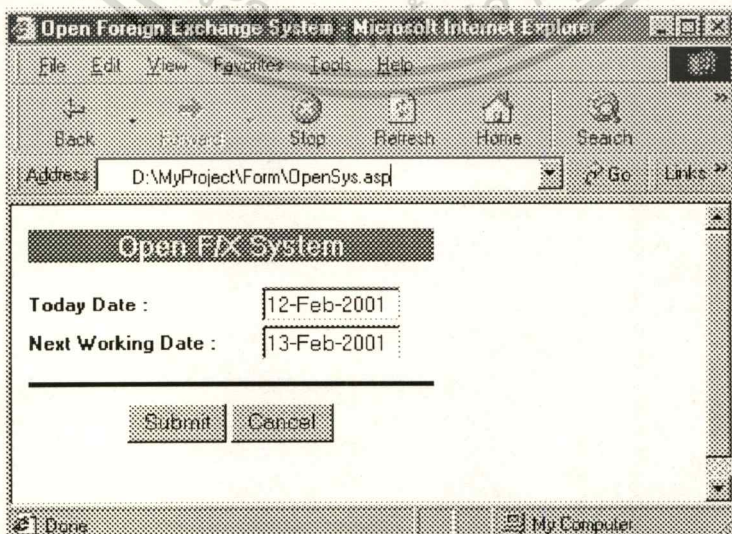 Open Foreign Exchange System - Microsoft Internet Explorer
File Edit View Favorites Tools Help
Back Forward Stop Refresh Home Search »
Address D:\MyProject\Form\OpenSys.asp Go Links »
Open F/X System
Today Date : 12-Feb-2001
Next Working Date : 13-Feb-2001
Submit Cancel
Done My Computer